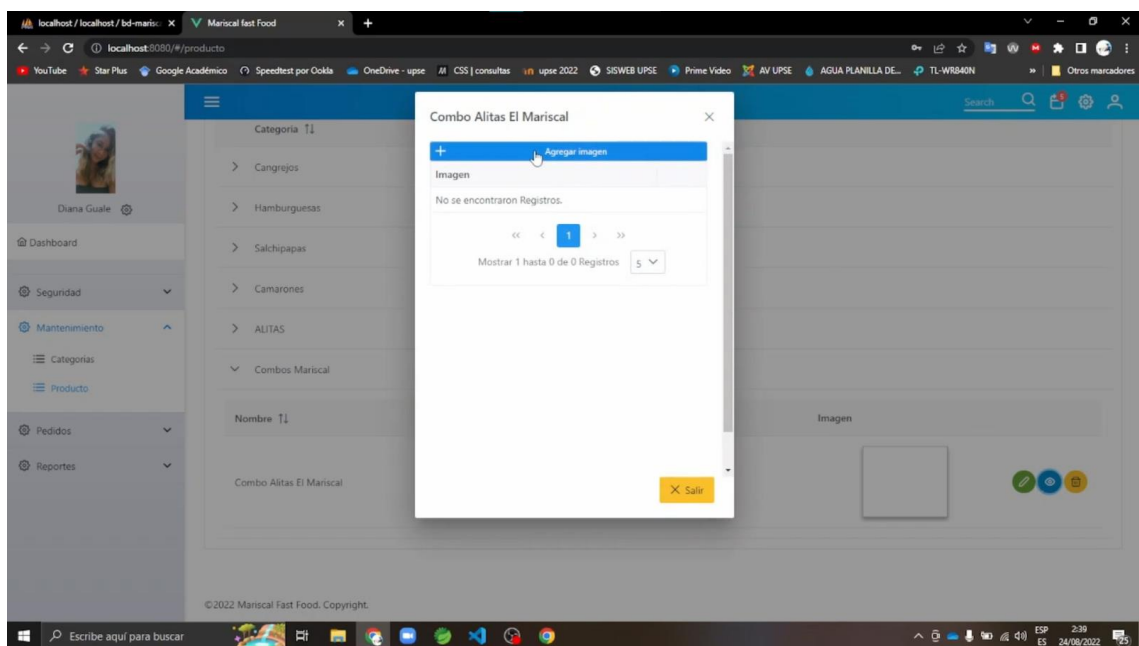 localhost / localhost / bd-marisc
Mariscal fast Food
localhost:8080/#/producto
YouTube
Star Plus
Google Académico
Speedtest por Ookla
OneDrive - upse
CSS | consultas
upse 2022
SISWEB UPSE
Prime Video
AV UPSE
AGUA PLANILLA DE...
TL-WR840N
»
Otros marcadores
Search
Diana Guale
Dashboard
Seguridad
Mantenimiento
Categorias
Producto
Pedidos
Reportes
Categoria
Cangrejos
Hamburguesas
Salchipapas
Camarones
ALITAS
Combos Mariscal
Nombre
Imagen
Combo Alitas El Mariscal
Combo Alitas El Mariscal
+ Agregar imagen
Imagen
No se encontraron Registros.
<< < 1 > >>
Mostrar 1 hasta 0 de 0 Registros 5
Salir
©2022 Mariscal Fast Food. Copyright.
Escribe aquí para buscar
ESP
ES
2:39
24/08/2022
25